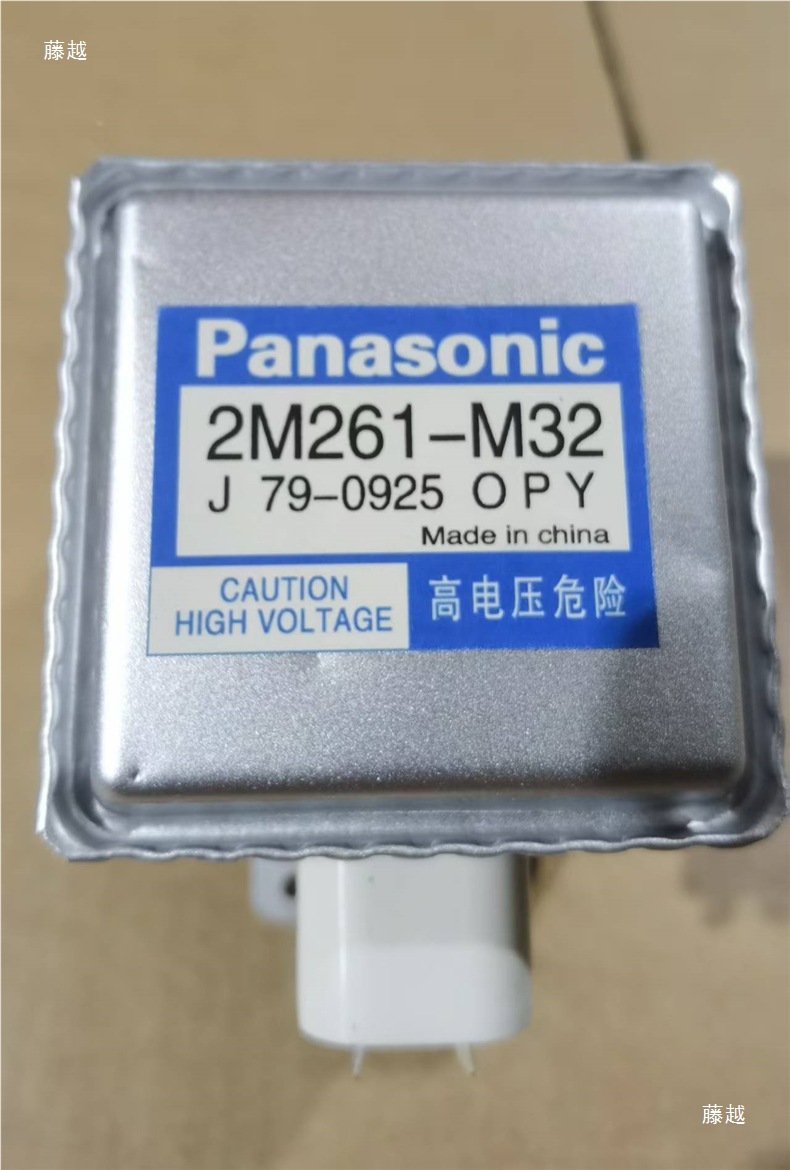 藤越
Panasonic
2M261-M32
J 79-0925 O P Y
Made in china
CAUTION
HIGH VOLTAGE
高电压危险
藤越